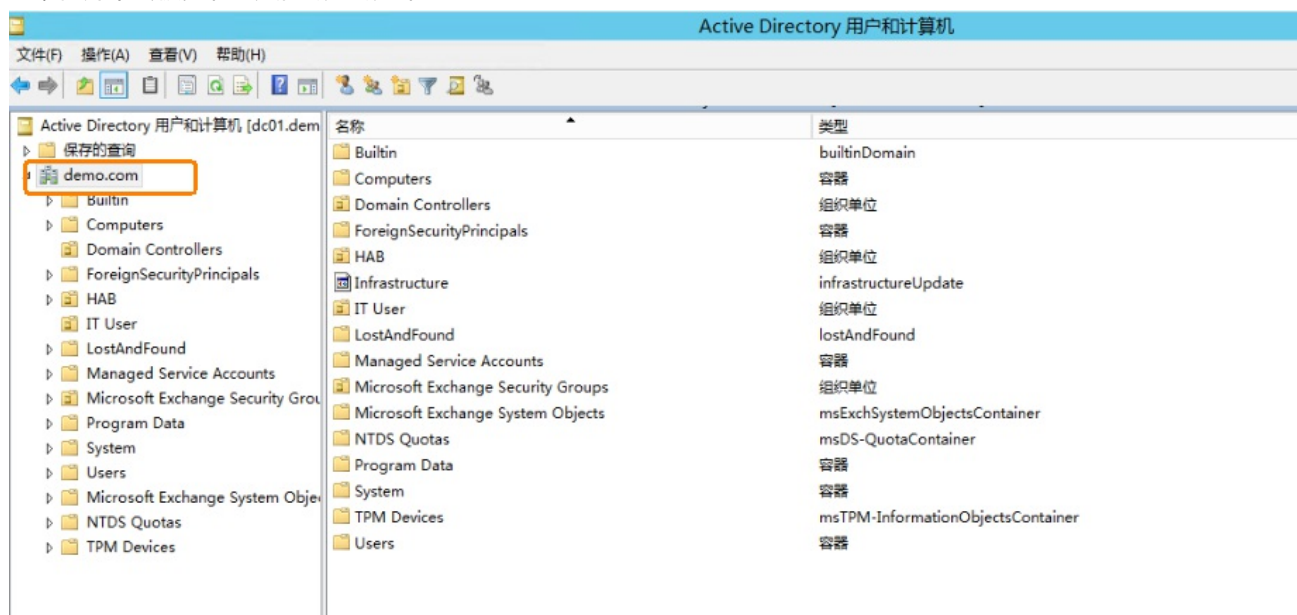 Active Directory 用户和计算机
文件(F) 操作(A) 查看(V) 帮助(H)
Active Directory 用户和计算机 [dc01.dem
保存的查询
demo.com
Builtin
Computers
Domain Controllers
ForeignSecurityPrincipals
HAB
IT User
LostAndFound
Managed Service Accounts
Microsoft Exchange Security Grou
Program Data
System
Users
Microsoft Exchange System Obje
NTDS Quotas
TPM Devices
名称 类型
Builtin builtinDomain
Computers 容器
Domain Controllers 组织单位
ForeignSecurityPrincipals 容器
HAB 组织单位
Infrastructure infrastructureUpdate
IT User 组织单位
LostAndFound lostAndFound
Managed Service Accounts 容器
Microsoft Exchange Security Groups 组织单位
Microsoft Exchange System Objects msExchSystemObjectsContainer
NTDS Quotas msDS-QuotaContainer
Program Data 容器
System 容器
TPM Devices msTPM-InformationObjectsContainer
Users 容器